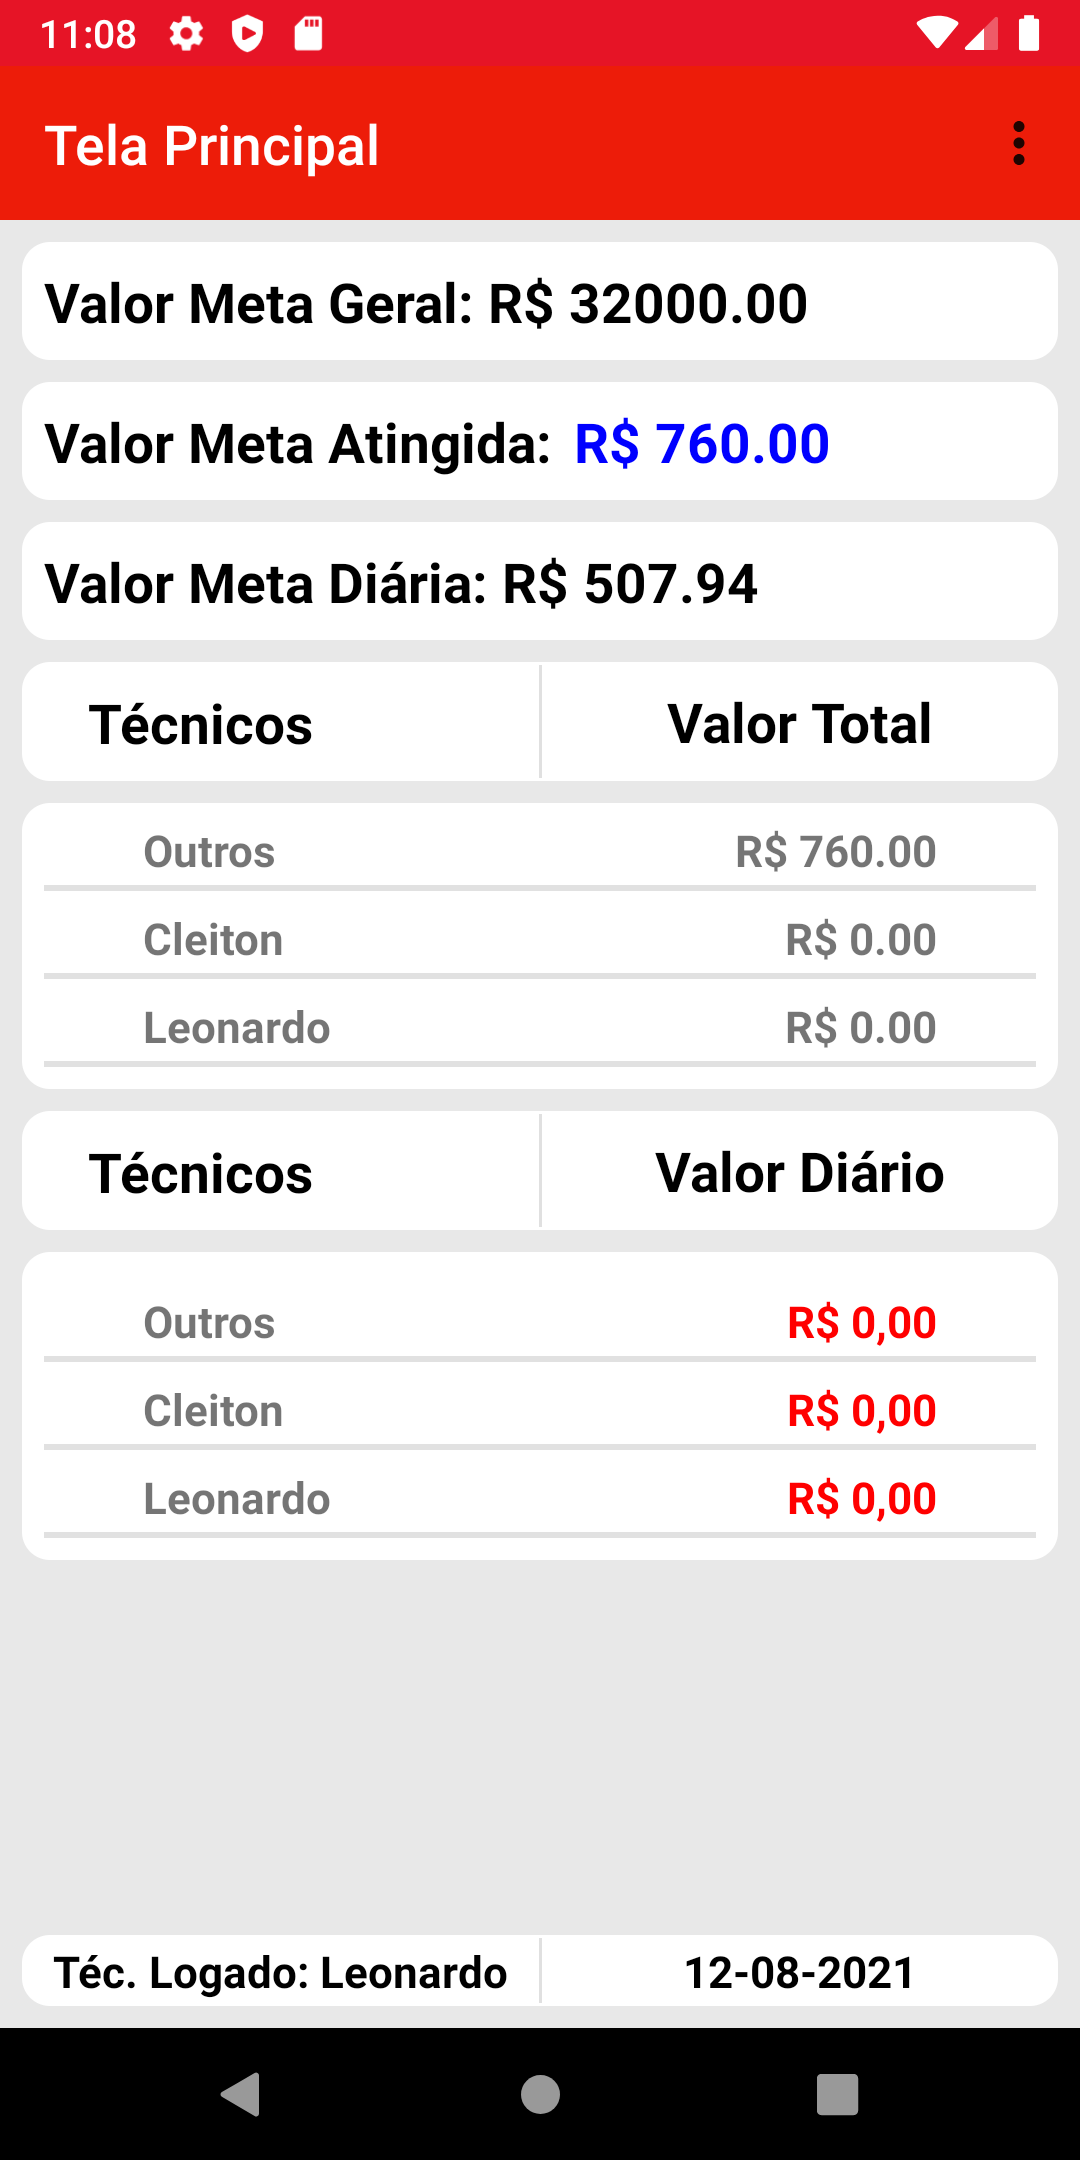 11:08
Tela Principal
Valor Meta Geral: R$ 32000.00
Valor Meta Atingida: R$ 760.00
Valor Meta Diária: R$ 507.94
Técnicos Valor Total
Outros R$ 760.00
Cleiton R$ 0.00
Leonardo R$ 0.00
Técnicos Valor Diário
Outros R$ 0,00
Cleiton R$ 0,00
Leonardo R$ 0,00
Téc. Logado: Leonardo 12-08-2021